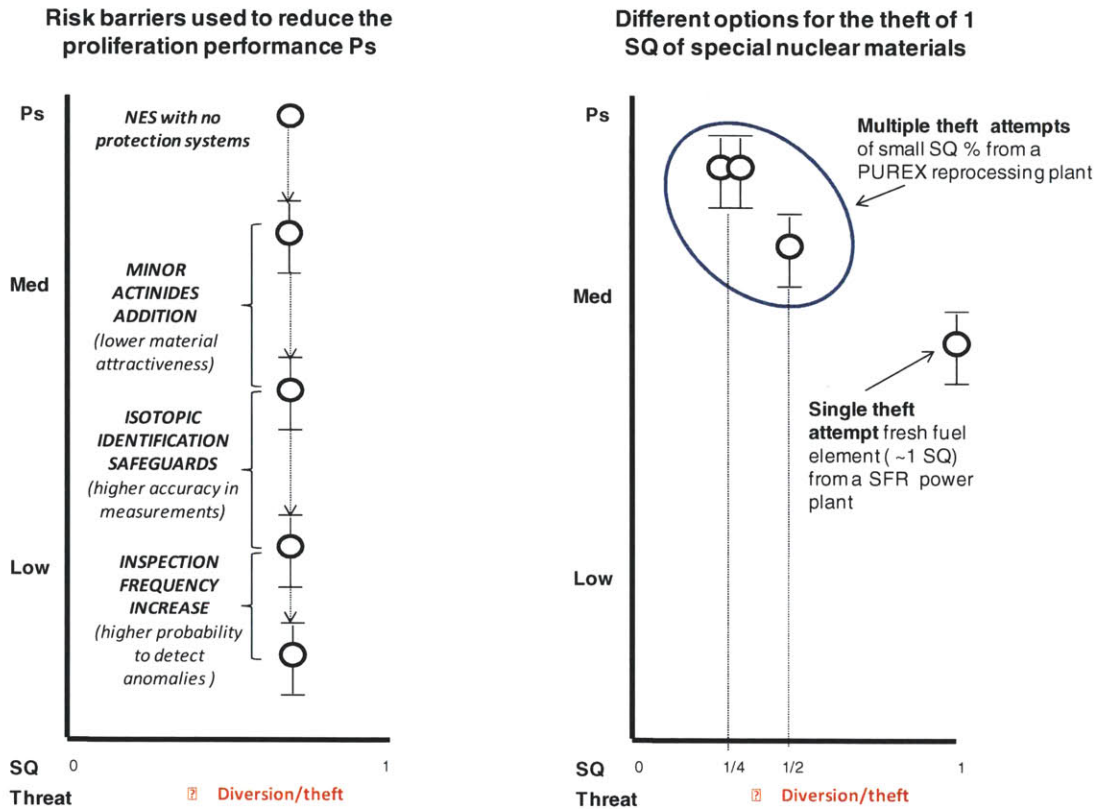 Risk barriers used to reduce the
proliferation performance Ps
Ps
NES with no
protection systems
Med
MINOR
ACTINIDES
ADDITION
(lower material
attractiveness)
ISOTOPIC
IDENTIFICATION
SAFEGUARDS
(higher accuracy in
measurements)
Low
INSPECTION
FREQUENCY
INCREASE
(higher probability
to detect
anomalies )
SQ 0 1
Threat Diversion/theft
Different options for the theft of 1
SQ of special nuclear materials
Ps
Multiple theft attempts
of small SQ % from a
PUREX reprocessing plant
Med
Single theft
attempt fresh fuel
element ( ~1 SQ)
from a SFR power
plant
Low
SQ 0 1/4 1/2 1
Threat Diversion/theft